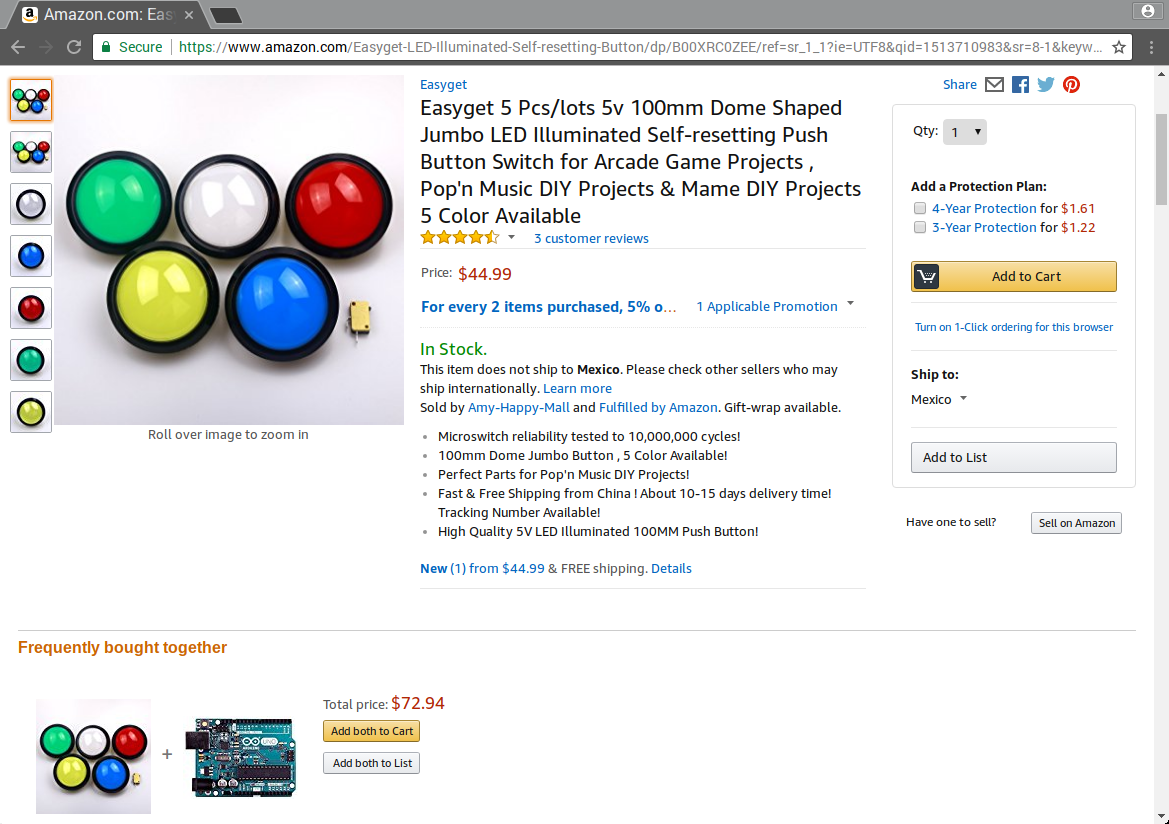 Amazon.com: Eas
Secure
https://www.amazon.com/Easyget-LED-Illuminated-Self-resetting-Button/dp/B00XRC0ZEE/ref=sr_1_1?ie=UTF8&qid=1513710983&sr=8-1&keyw...
Easyget
Easyget 5 Pcs/lots 5v 100mm Dome Shaped
Jumbo LED Illuminated Self-resetting Push
Button Switch for Arcade Game Projects ,
Pop'n Music DIY Projects & Mame DIY Projects
5 Color Available
3 customer reviews
Price: $44.99
For every 2 items purchased, 5% o... 1 Applicable Promotion
In Stock.
This item does not ship to Mexico. Please check other sellers who may
ship internationally. Learn more
Sold by Amy-Happy-Mall and Fulfilled by Amazon. Gift-wrap available.
• Microswitch reliability tested to 10,000,000 cycles!
• 100mm Dome Jumbo Button , 5 Color Available!
• Perfect Parts for Pop'n Music DIY Projects!
• Fast & Free Shipping from China ! About 10-15 days delivery time!
Tracking Number Available!
• High Quality 5V LED Illuminated 100MM Push Button!
New (1) from $44.99 & FREE shipping. Details
Roll over image to zoom in
Share
Qty: 1
Add a Protection Plan:
4-Year Protection for $1.61
3-Year Protection for $1.22
Add to Cart
Turn on 1-Click ordering for this browser
Ship to:
Mexico
Add to List
Have one to sell?
Sell on Amazon
Frequently bought together
+
Total price: $72.94
Add both to Cart
Add both to List